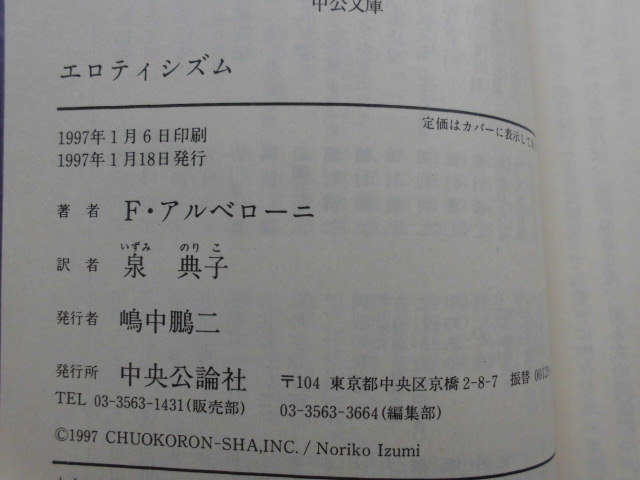 中公文庫
エロティシズム
定価はカバーに表示して
1997年1月6日印刷
1997年1月18日発行
著者 F・アルベローニ
いずみ のりこ
訳者 泉 典子
発行者 嶋中鵬二
発行所 中央公論社 〒104 東京都中央区京橋2-8-7 振替
TEL 03-3563-1431(販売部) 03-3563-3664(編集部)
©1997 CHUOKORON-SHA,INC. / Noriko Izumi